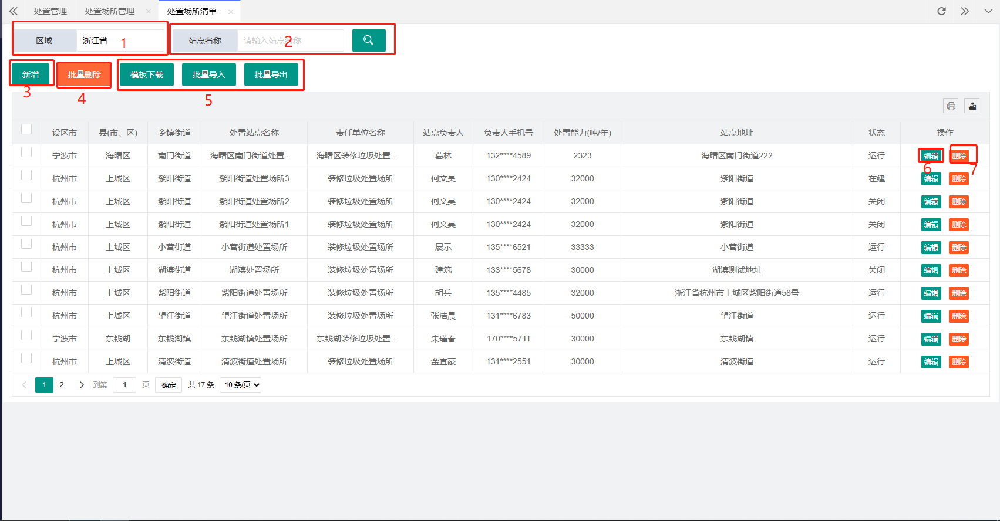 处置管理 处置场所管理 × 处置场所清单 ×
区域 浙江省 1 站点名称 请输入站点名称 2
新增 批量删除 模板下载 批量导入 批量导出
3 4 5
设区市 县(市、区) 乡镇街道 处置站点名称 责任单位名称 站点负责人 负责人手机号 处置能力(吨/年) 站点地址 状态 操作
宁波市 海曙区 南门街道 海曙区南门街道处置... 海曙区装修垃圾处置... 葛林 132****4589 2323 海曙区南门街道222 运行 编辑 删除
6 7
杭州市 上城区 紫阳街道 紫阳街道处置场所3 装修垃圾处置场所 何文昊 130****2424 32000 紫阳街道 在建 编辑 删除
杭州市 上城区 紫阳街道 紫阳街道处置场所2 装修垃圾处置场所 何文昊 130****2424 32000 紫阳街道 关闭 编辑 删除
杭州市 上城区 紫阳街道 紫阳街道处置场所1 装修垃圾处置场所 何文昊 130****2424 32000 紫阳街道 关闭 编辑 删除
杭州市 上城区 小营街道 小营街道处置场所 装修垃圾处置场所 展示 135****6521 33333 小营街道 运行 编辑 删除
杭州市 上城区 湖滨街道 湖滨处置场所 装修垃圾处置场所 建筑 133****5678 30000 湖滨测试地址 关闭 编辑 删除
杭州市 上城区 紫阳街道 紫阳街道处置场所 装修垃圾处置场所 胡兵 135****4485 32000 浙江省杭州市上城区紫阳街道58号 运行 编辑 删除
杭州市 上城区 望江街道 望江街道处置场所 装修垃圾处置场所 张浩晨 131****6783 50000 望江街道 运行 编辑 删除
宁波市 东钱湖 东钱湖镇 东钱湖镇处置场所 东钱湖装修垃圾处置... 朱瑾春 170****5711 30000 东钱湖镇 运行 编辑 删除
杭州市 上城区 清波街道 清波街道处置场所 装修垃圾处置场所 金宜豪 131****2551 30000 清波街道 运行 编辑 删除
1 2 到第 1 页 确定 共 17 条 10 条/页